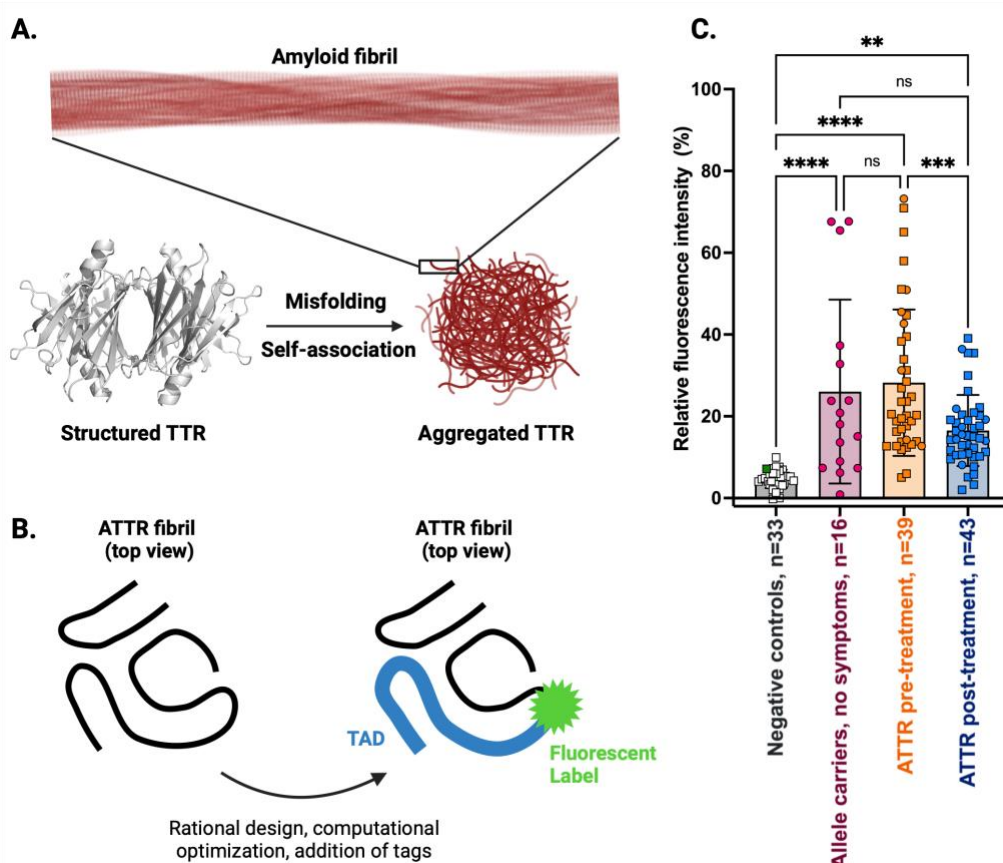 A.
Amyloid fibril
Misfolding
Self-association
Structured TTR
Aggregated TTR
B.
ATTR fibril
(top view)
ATTR fibril
(top view)
TAD
Fluorescent
Label
Rational design, computational
optimization, addition of tags
C.
**
ns
****
****
ns
***
Relative fluorescence intensity (%)
100
80
60
40
20
0
Negative controls, n=33
Allele carriers, no symptoms, n=16
ATTR pre-treatment, n=39
ATTR post-treatment, n=43